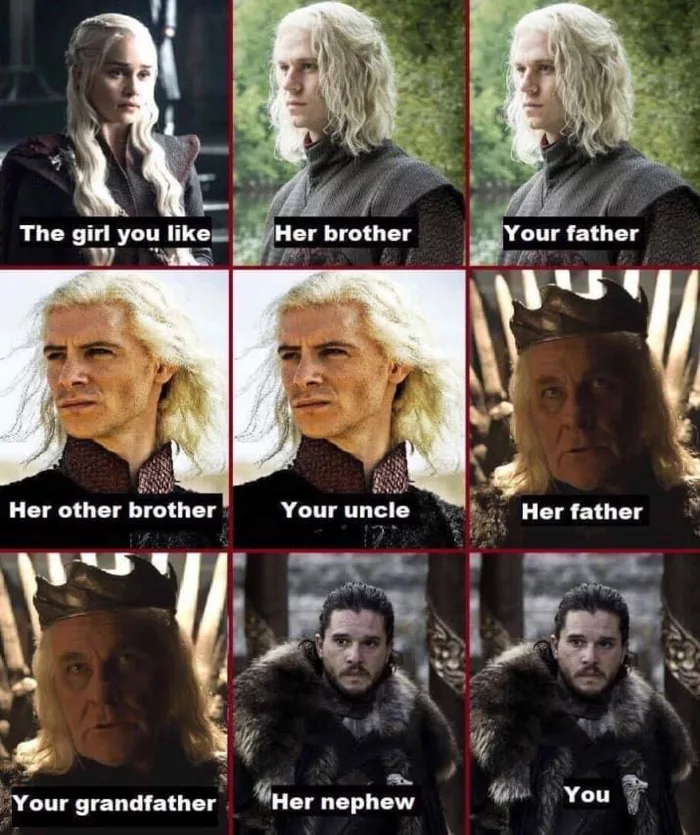 The girl you like
Her brother
Your father
Her other brother
Your uncle
Her father
Your grandfather
Her nephew
You